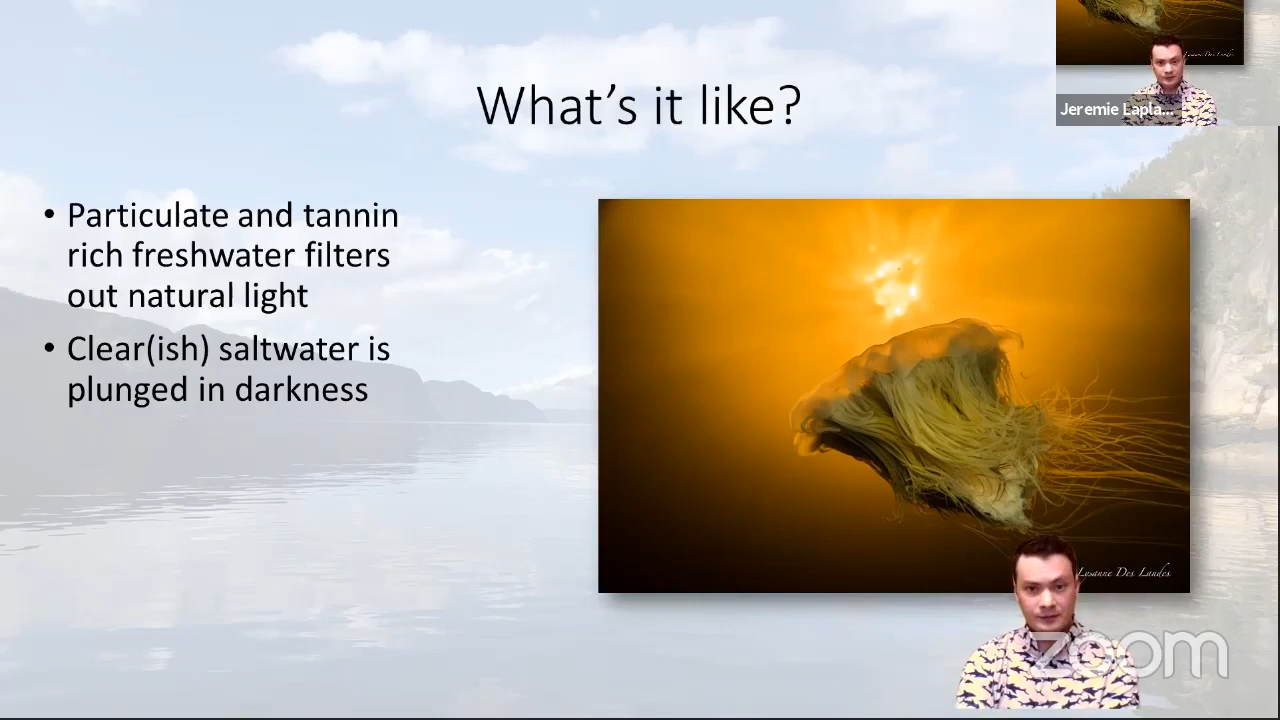 What's it like?
Jeremie Lapla...
• Particulate and tannin
rich freshwater filters
out natural light
• Clear(ish) saltwater is
plunged in darkness
Lysanne Des Landes
zoom